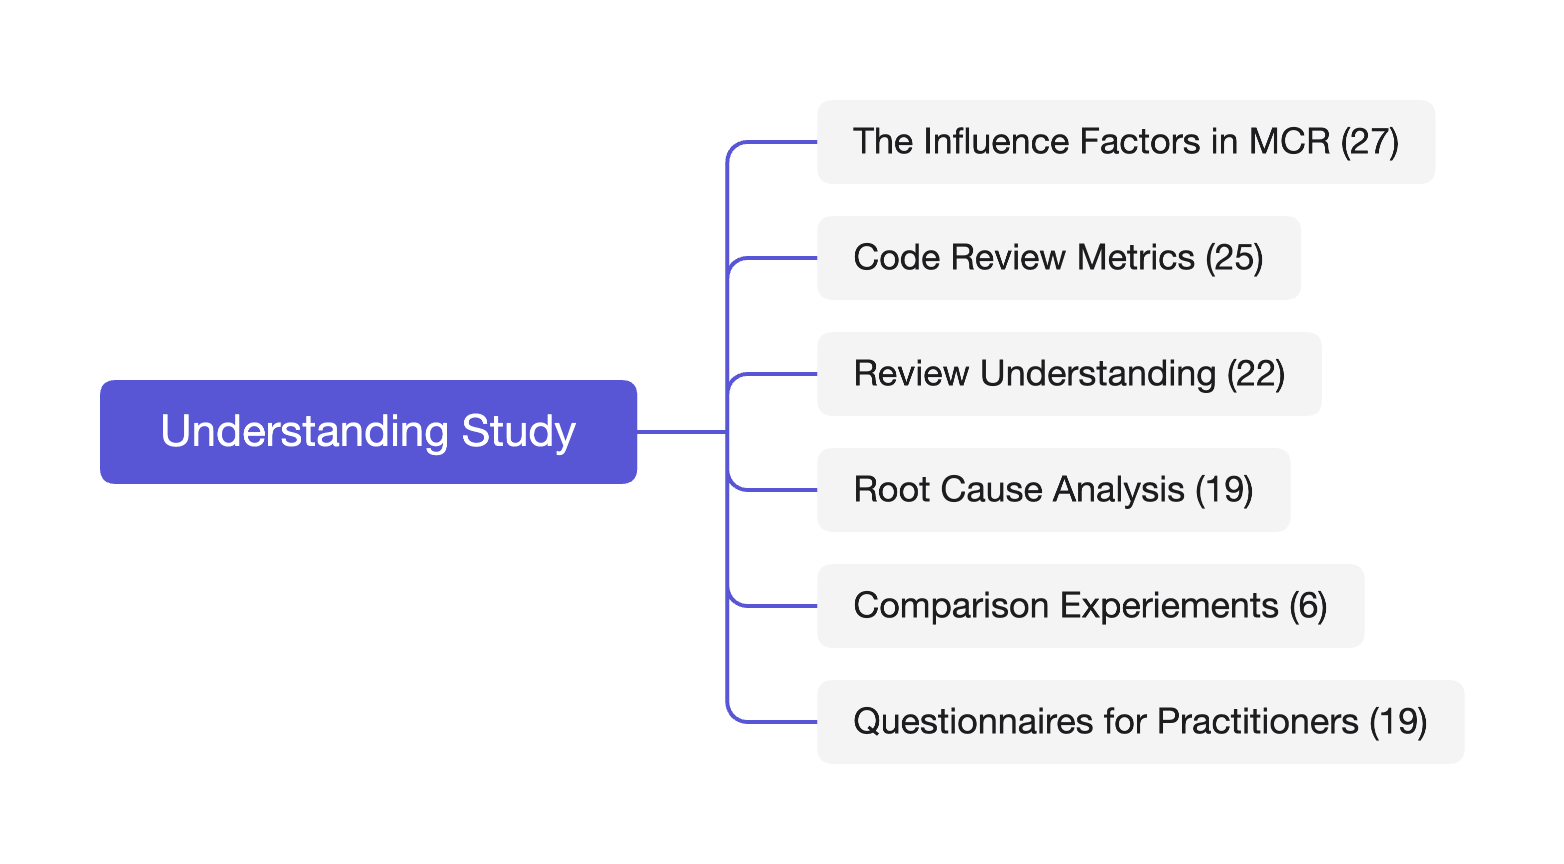 Understanding Study
The Influence Factors in MCR (27)
Code Review Metrics (25)
Review Understanding (22)
Root Cause Analysis (19)
Comparison Experiements (6)
Questionnaires for Practitioners (19)